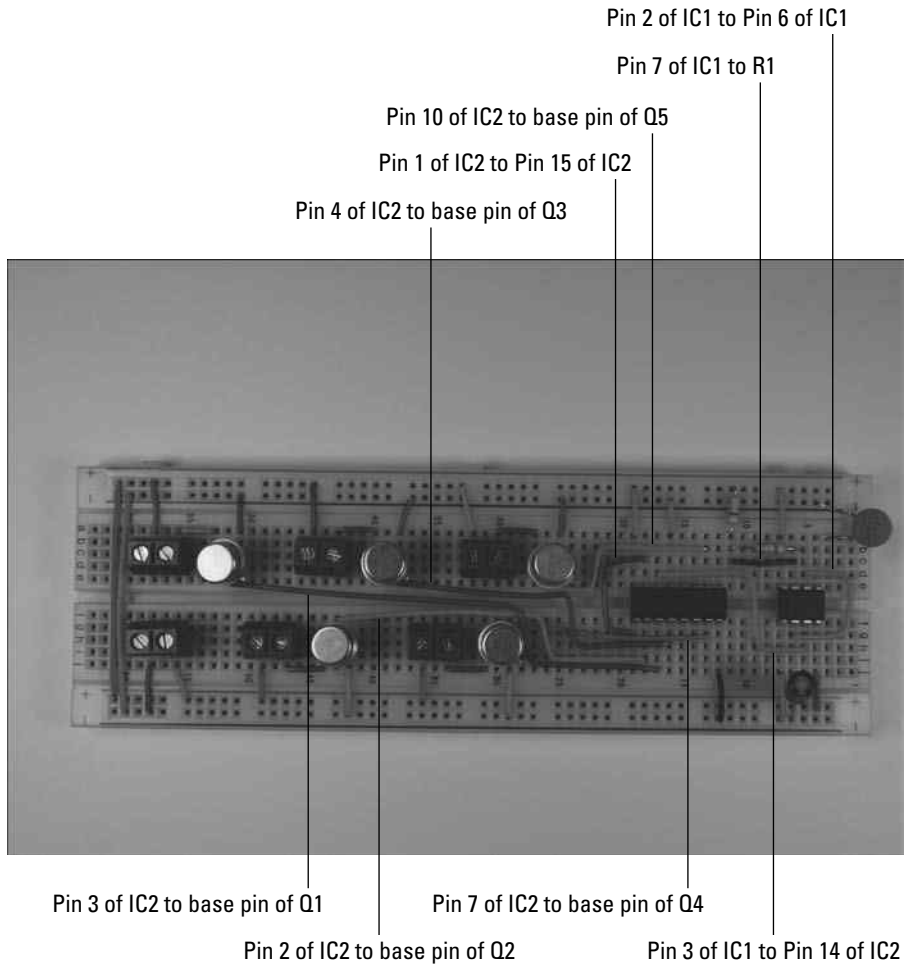 Pin 2 of IC1 to Pin 6 of IC1
Pin 7 of IC1 to R1
Pin 10 of IC2 to base pin of Q5
Pin 1 of IC2 to Pin 15 of IC2
Pin 4 of IC2 to base pin of Q3
Pin 3 of IC2 to base pin of Q1
Pin 7 of IC2 to base pin of Q4
Pin 2 of IC2 to base pin of Q2
Pin 3 of IC1 to Pin 14 of IC2